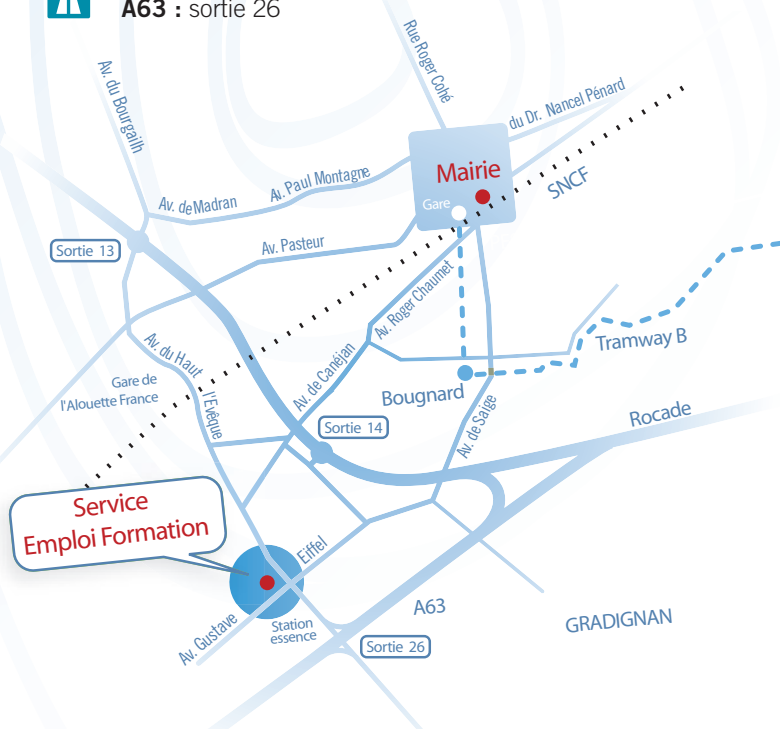 A63 : sortie 26
Rue Roger Cohé
Av. du Bourgailh
du Dr. Nancel Pénard
Mairie
Gare
SNCF
Av. Paul Montagne
Av. de Madran
Av. Pasteur
Sortie 13
Av. Roger Chaumet
Tramway B
Av. du Haut
l'Evêque
Gare de
l'Alouette France
Av. de Canéjan
Bougnard
Av. de Saige
Rocade
Sortie 14
Service
Emploi Formation
Av. Gustave
Eiffel
Station
essence
A63
GRADIGNAN
Sortie 26